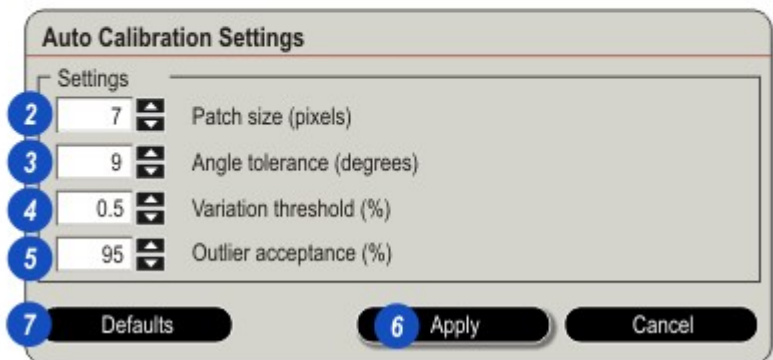 Auto Calibration Settings
Settings
2 7 Patch size (pixels)
3 9 Angle tolerance (degrees)
4 0.5 Variation threshold (%)
5 95 Outlier acceptance (%)
7 Defaults 6 Apply Cancel